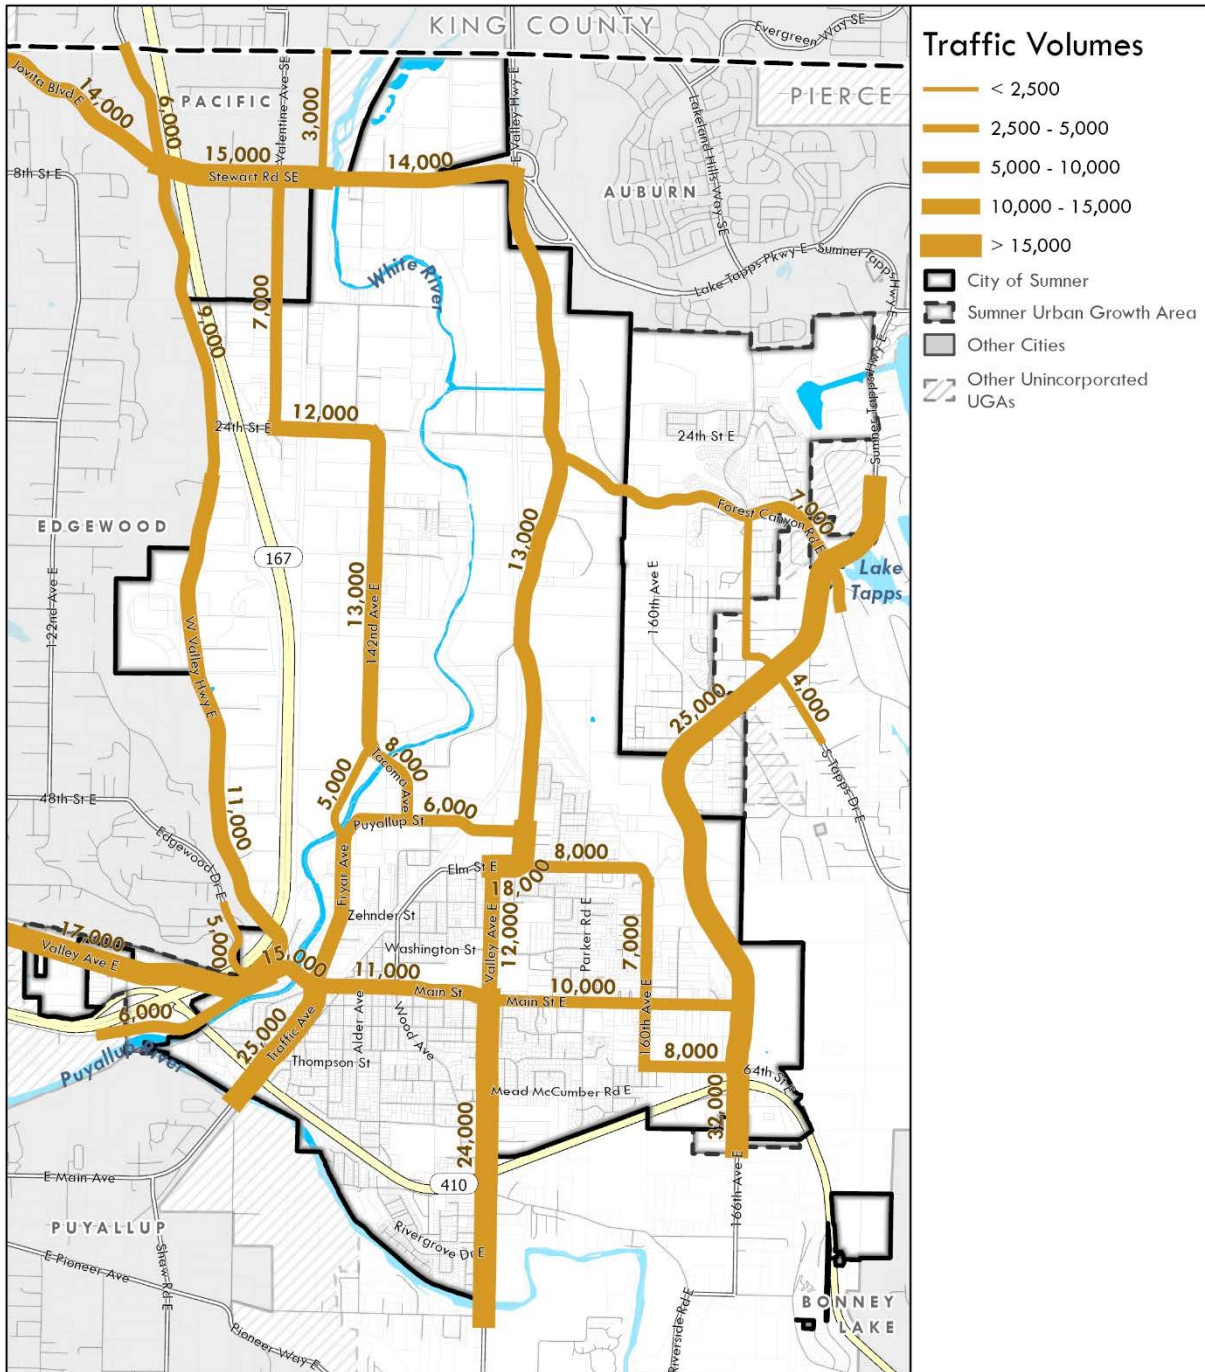 KING COUNTY
Evergreen Way SE
Jovita Blvd E
14,000
6,000
PACIFIC
Valentine Ave SE
3,000
E Valley Hwy E
Lakeland Hills Way SE
PIERCE
8th St E
15,000
Stewart Rd SE
14,000
AUBURN
White River
Lake Tapps Pkwy E
Sumner Tapps Hwy E
7,000
9,000
Sumner Tapps Hwy E
24th St E
12,000
24th St E
EDGEWOOD
167
122nd Ave E
13,000
142nd Ave E
13,000
Forest Canyon Rd E
7,000
160th Ave E
Lake
Tapps
W Valley Hwy E
25,000
4,000
S Tapps Dr E
48th St E
11,000
5,000
8,000
Tacoma Ave
6,000
Puyallup St
Edgewood Dr E
Fryar Ave
Elm St E
8,000
18,000
Zehnder St
Washington St
Valley Ave E
12,000
Parker Rd E
7,000
5,000
17,000
Valley Ave E
15,000
11,000
Main St
10,000
Main St E
160th Ave E
6,000
25,000
Traffic Ave
Alder Ave
Wood Ave
Thompson St
8,000
64th St E
Puyallup River
Mead McCumber Rd E
32,000
24,000
E Main Ave
410
166th Ave E
PUYALLUP
Shaw Rd E
Rivergrove Dr E
E Pioneer Ave
Pioneer Way E
Riverside Rd E
BONNEY
LAKE
Traffic Volumes
< 2,500
2,500 - 5,000
5,000 - 10,000
10,000 - 15,000
> 15,000
City of Sumner
Sumner Urban Growth Area
Other Cities
Other Unincorporated
UGAs